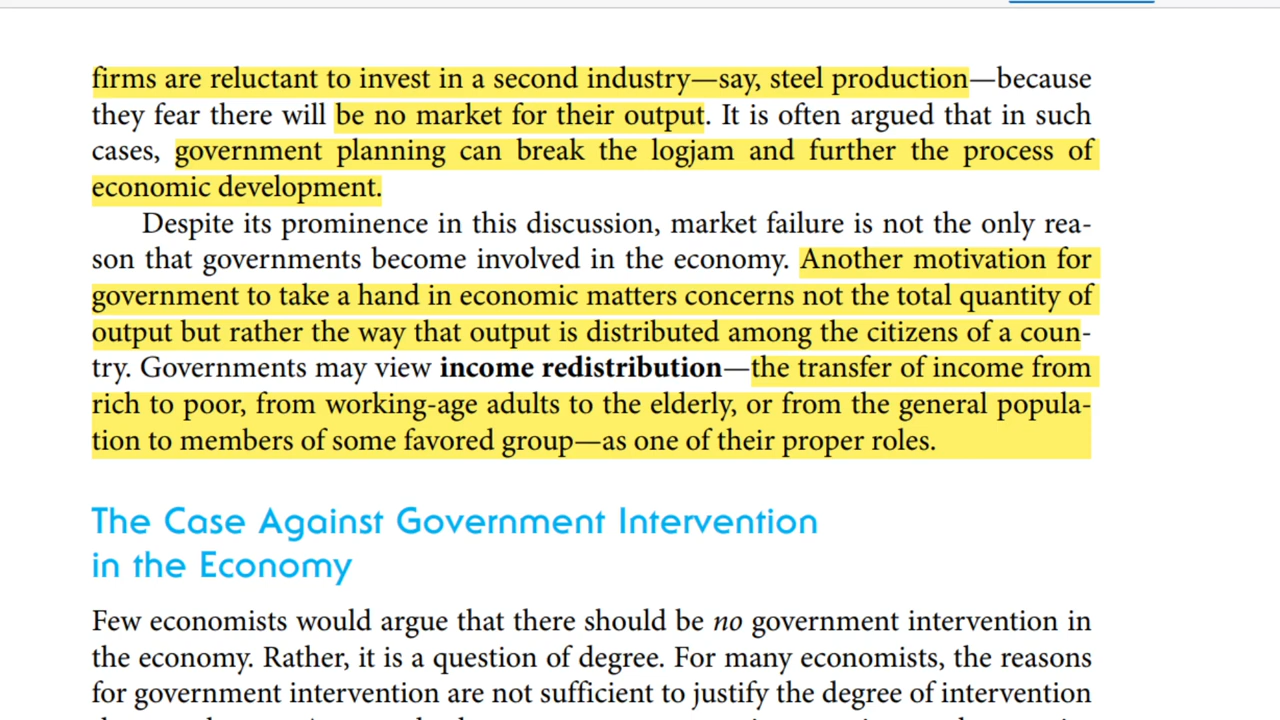 firms are reluctant to invest in a second industry—say, steel production—because
they fear there will be no market for their output. It is often argued that in such
cases, government planning can break the logjam and further the process of
economic development.
Despite its prominence in this discussion, market failure is not the only rea-
son that governments become involved in the economy. Another motivation for
government to take a hand in economic matters concerns not the total quantity of
output but rather the way that output is distributed among the citizens of a coun-
try. Governments may view income redistribution—the transfer of income from
rich to poor, from working-age adults to the elderly, or from the general popula-
tion to members of some favored group—as one of their proper roles.
The Case Against Government Intervention
in the Economy
Few economists would argue that there should be no government intervention in
the economy. Rather, it is a question of degree. For many economists, the reasons
for government intervention are not sufficient to justify the degree of intervention